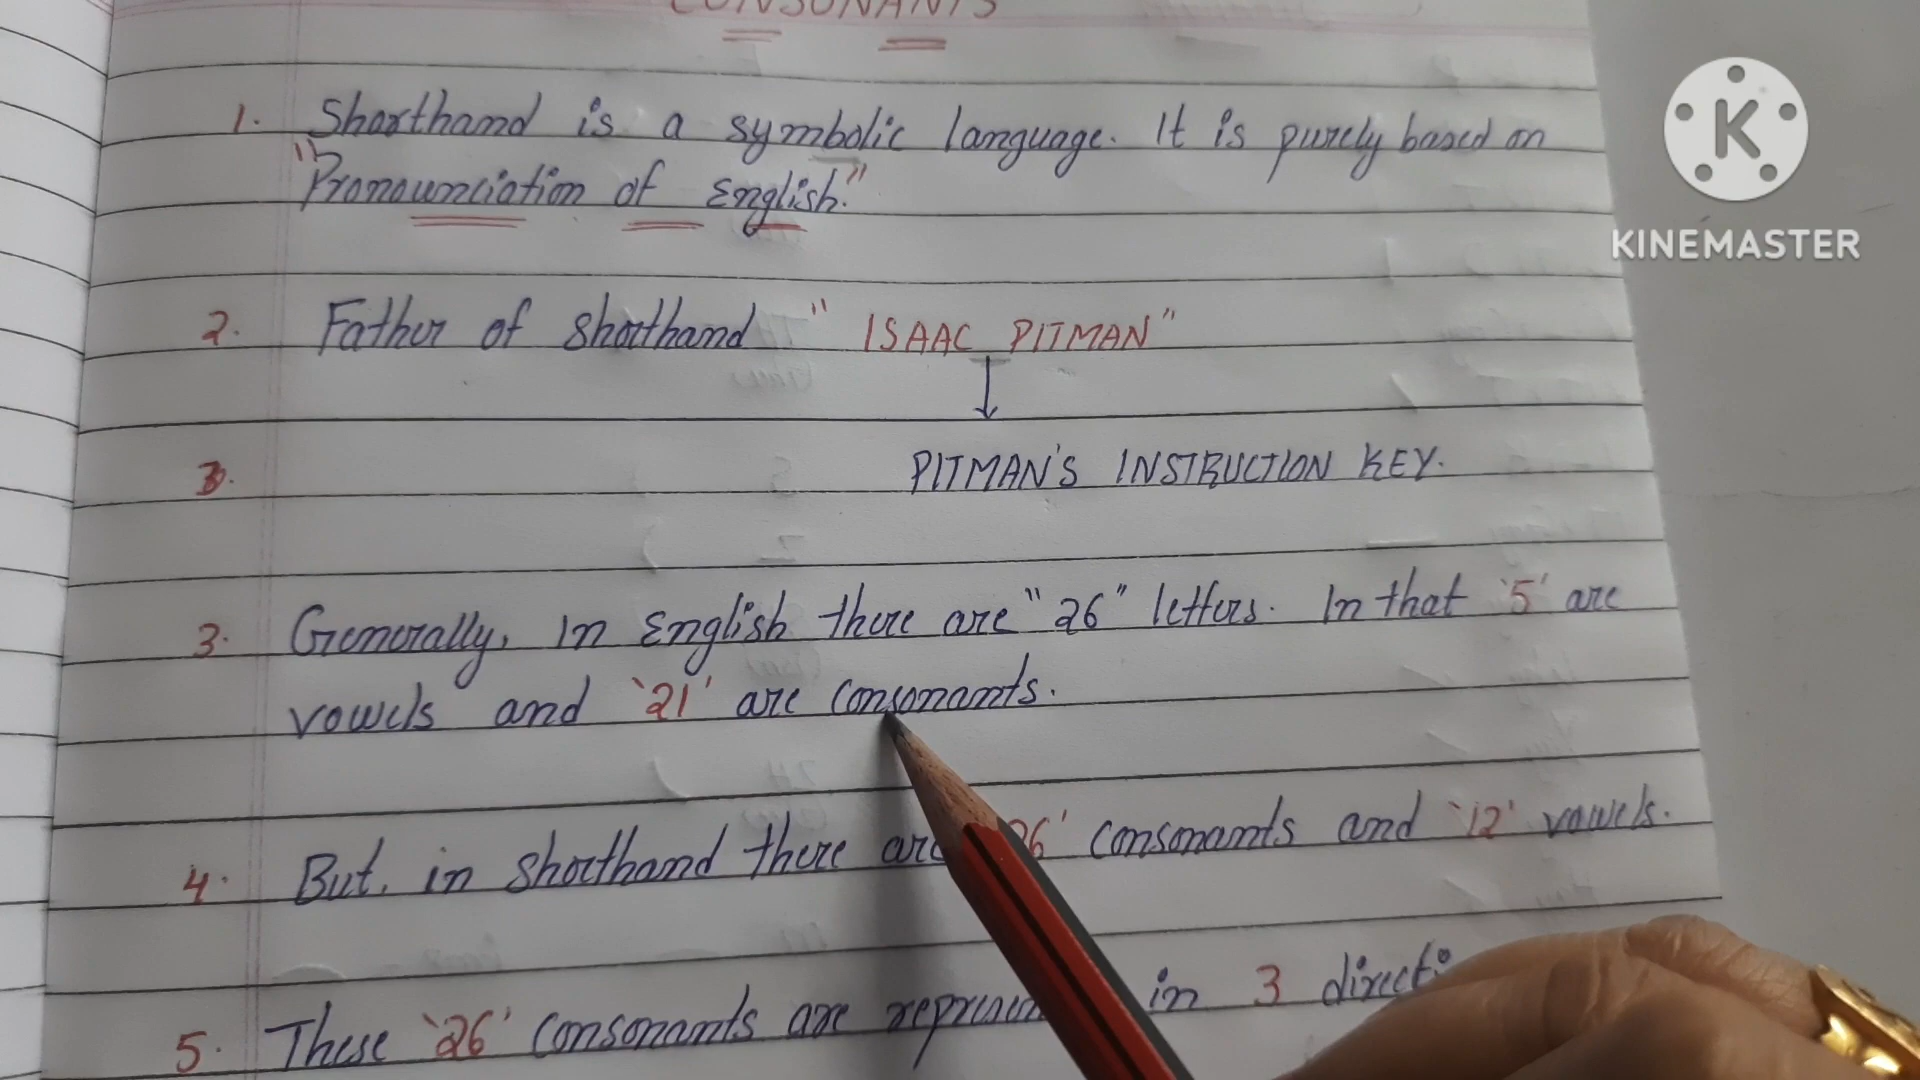 CONSONANTS
1. Shorthand is a symbolic language. It is purely based on
"Pronounciation of English."
2. Father of Shorthand "ISAAC PITMAN"
↓
3. PITMAN'S INSTRUCTION KEY.
3. Generally, in English there are "26" letters. In that '5' are
vowels and '21' are consonants.
4. But, in shorthand there are 26' consonants and '12' vowels.
5. These '26' consonants are in 3
KINEMASTER